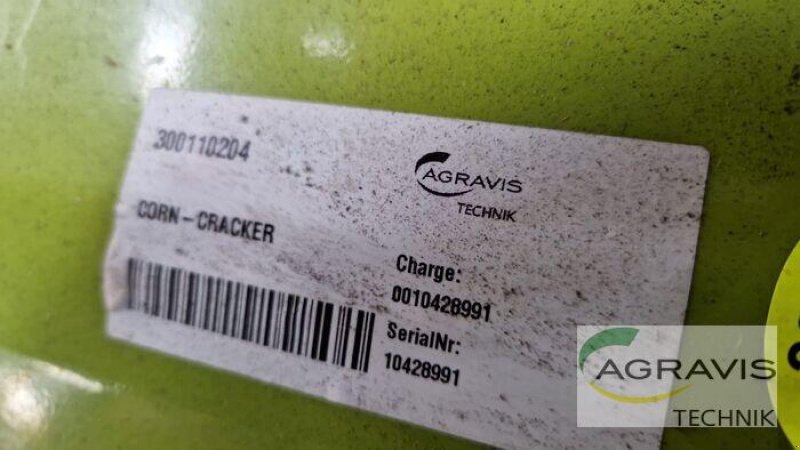 300110204
AGRAVIS
TECHNIK
CORN-CRACKER
Charge:
0010428991
SerialNr:
10428991
AGRAVIS
TECHNIK